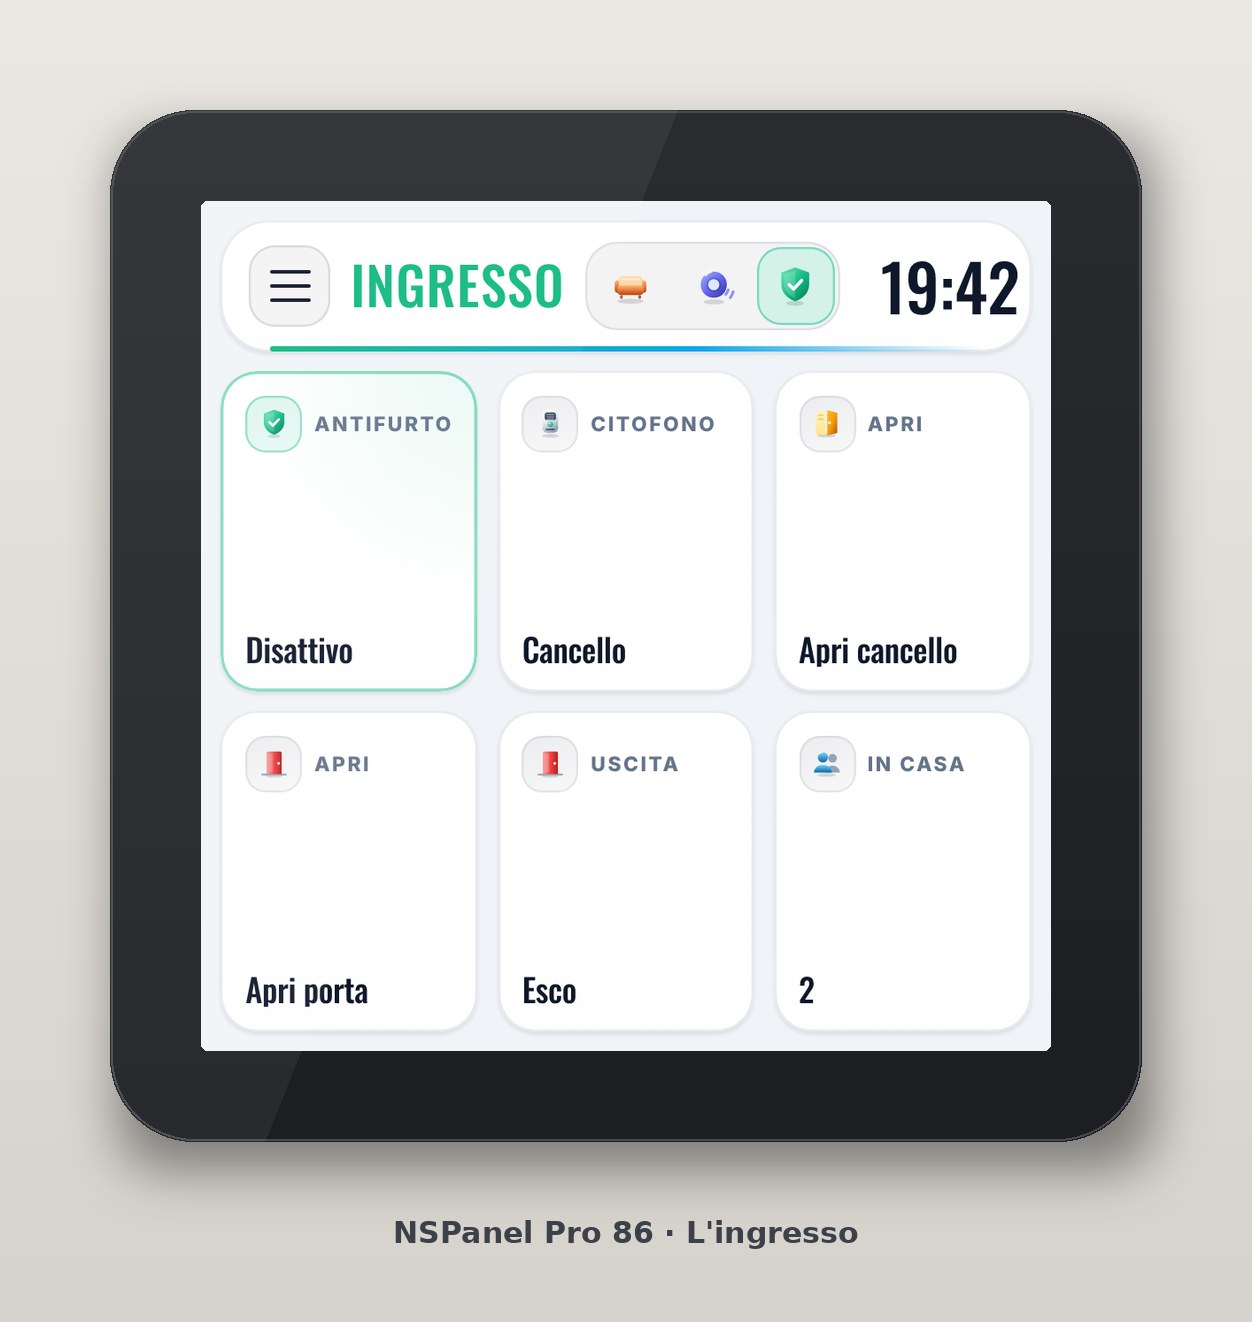 INGRESSO
19:42
ANTIFURTO
Disattivo
CITOFONO
Cancello
APRI
Apri cancello
APRI
Apri porta
USCITA
Esco
IN CASA
2
NSPanel Pro 86 · L'ingresso